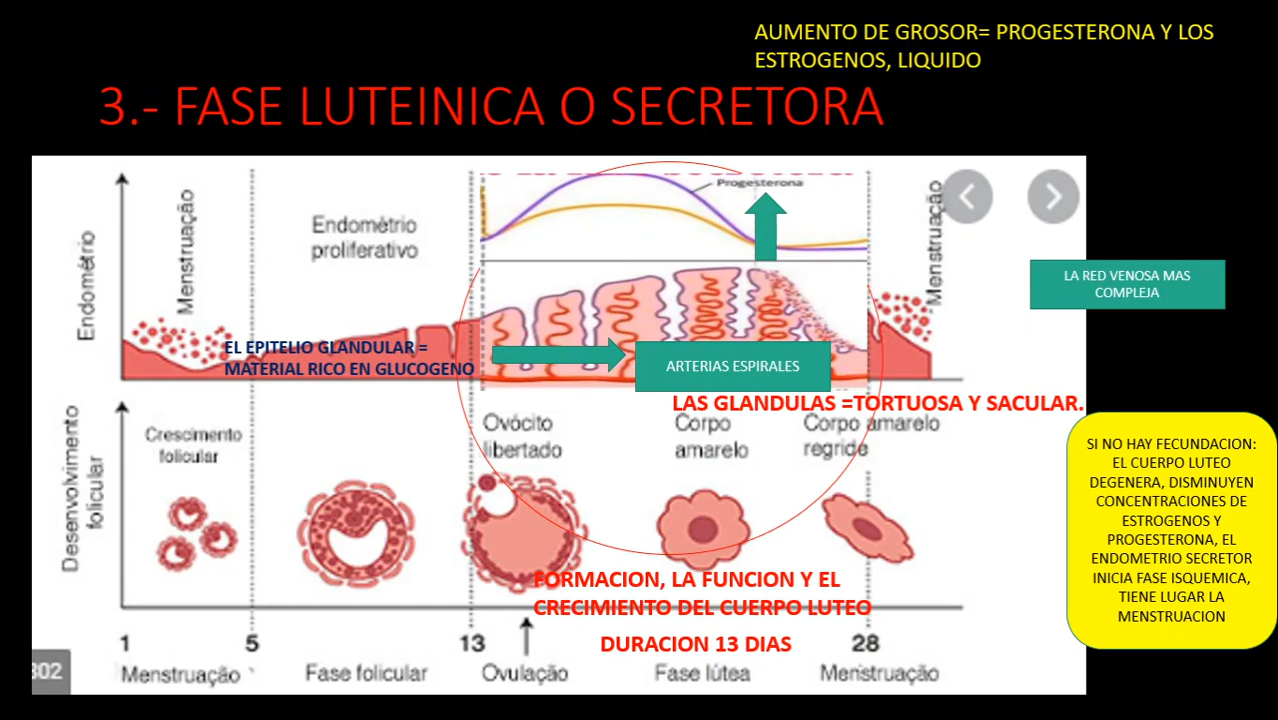 AUMENTO DE GROSOR= PROGESTERONA Y LOS
ESTROGENOS, LIQUIDO
3.- FASE LUTEINICA O SECRETORA
Endométrio
Menstruação
Endométrio
proliferativo
Progesterona
Menstruação
LA RED VENOSA MAS
COMPLEJA
EL EPITELIO GLANDULAR =
MATERIAL RICO EN GLUCOGENO
ARTERIAS ESPIRALES
LAS GLANDULAS =TORTUOSA Y SACULAR.
Desenvolvimento
folicular
Crescimento
folicular
Ovócito
libertado
Corpo
amarelo
Corpo amarelo
regride
SI NO HAY FECUNDACION:
EL CUERPO LUTEO
DEGENERA, DISMINUYEN
CONCENTRACIONES DE
ESTROGENOS Y
PROGESTERONA, EL
ENDOMETRIO SECRETOR
INICIA FASE ISQUEMICA,
TIENE LUGAR LA
MENSTRUACION
FORMACION, LA FUNCION Y EL
CRECIMIENTO DEL CUERPO LUTEO
DURACION 13 DIAS
1 5 13 28
302
Menstruação Fase folicular Ovulação Fase lútea Menstruação